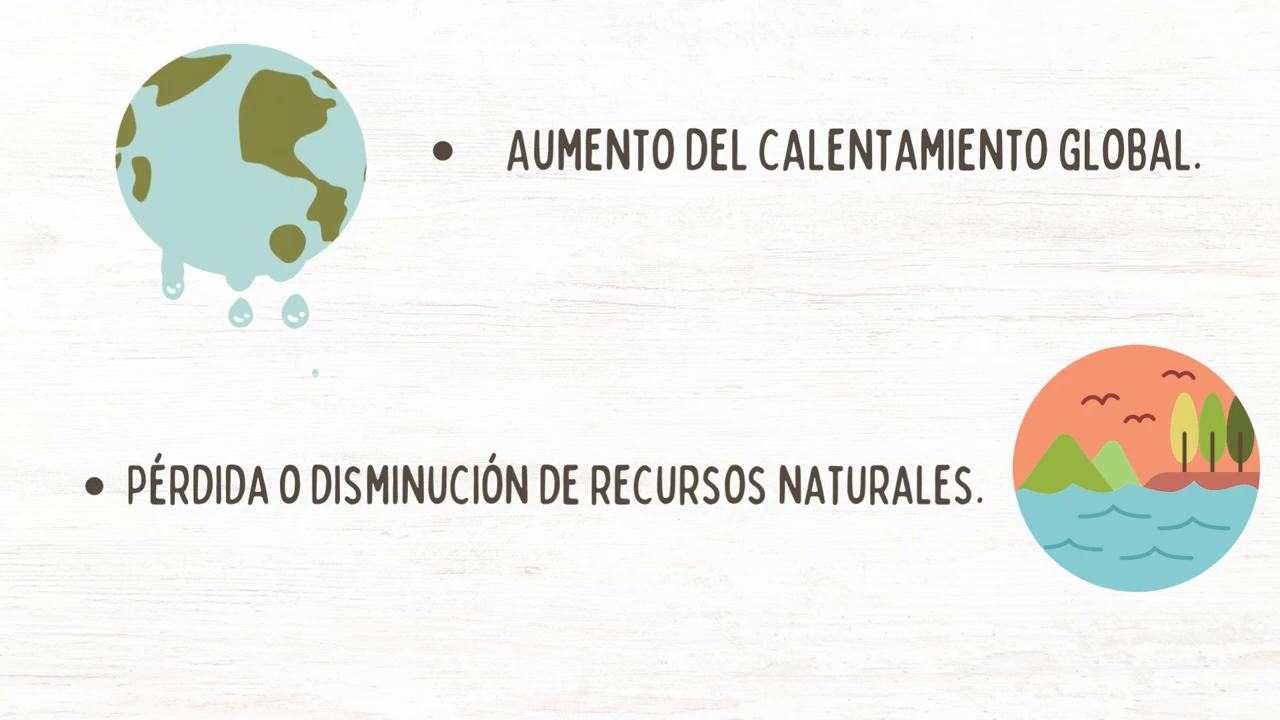 • AUMENTO DEL CALENTAMIENTO GLOBAL.
• PÉRDIDA O DISMINUCIÓN DE RECURSOS NATURALES.